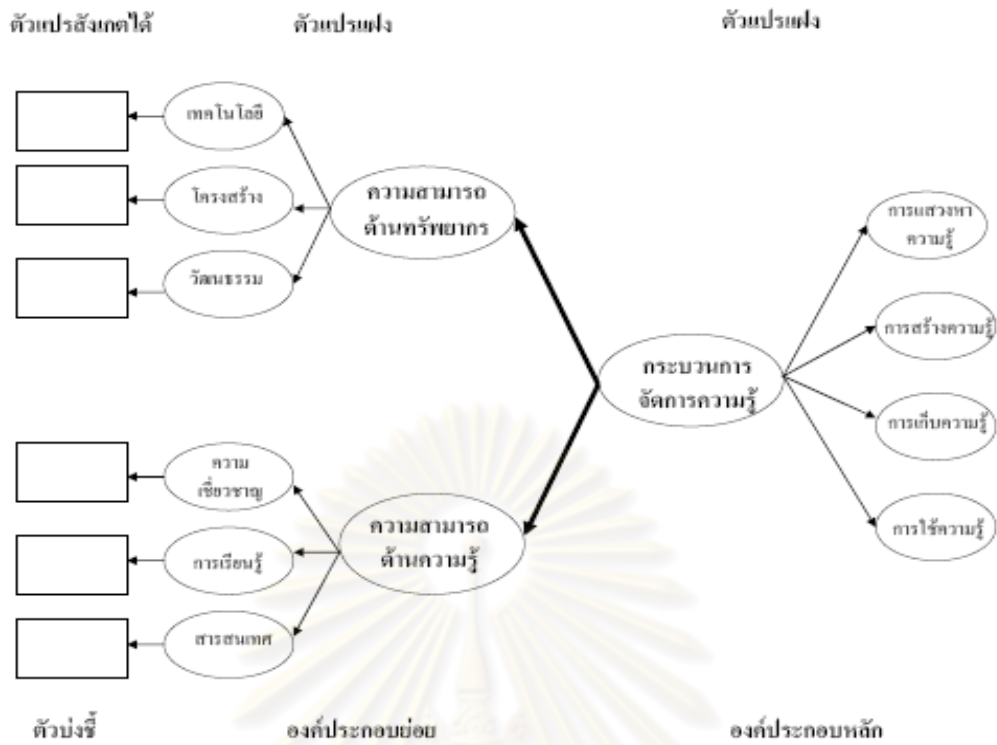 ตัวแปรสังเกตได้ ตัวแปรแฝง ตัวแปรแฝง
เทคโนโลยี
โครงสร้าง
วัฒนธรรม
ความสามารถ
ด้านทรัพยากร
การแสวงหา
ความรู้
การสร้างความรู้
กระบวนการ
จัดการความรู้
การเก็บความรู้
การใช้ความรู้
ความ
เชี่ยวชาญ
การเรียนรู้
สารสนเทศ
ความสามารถ
ด้านความรู้
ตัวบ่งชี้ องค์ประกอบย่อย องค์ประกอบหลัก